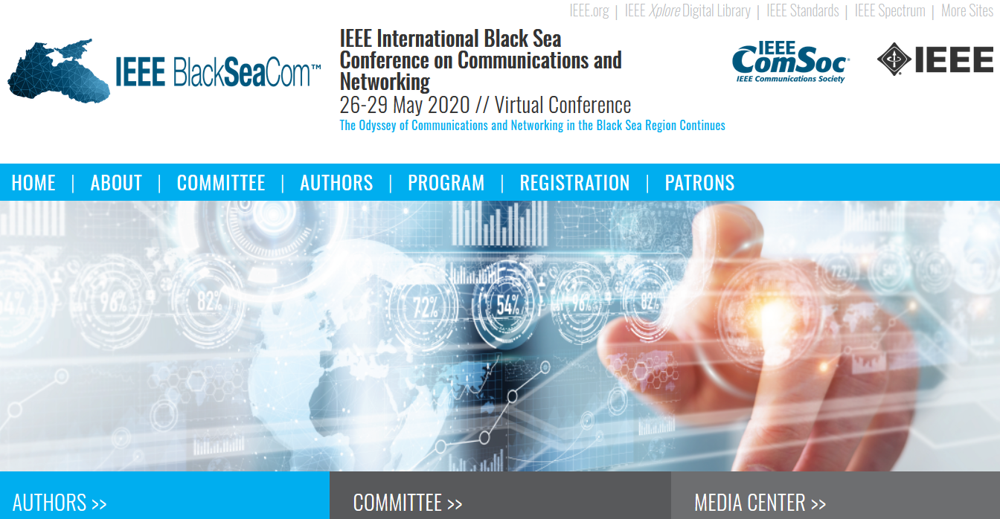 IEEE.org | IEEE Xplore Digital Library | IEEE Standards | IEEE Spectrum | More Sites
IEEE BlackSeaCom™
IEEE International Black Sea
Conference on Communications and
Networking
26-29 May 2020 // Virtual Conference
The Odyssey of Communications and Networking in the Black Sea Region Continues
IEEE
ComSoc®
IEEE Communications Society
IEEE
HOME | ABOUT | COMMITTEE | AUTHORS | PROGRAM | REGISTRATION | PATRONS
64% 96% 82% 72% 54% 96% 82% 72% 54%
AUTHORS >>
COMMITTEE >>
MEDIA CENTER >>